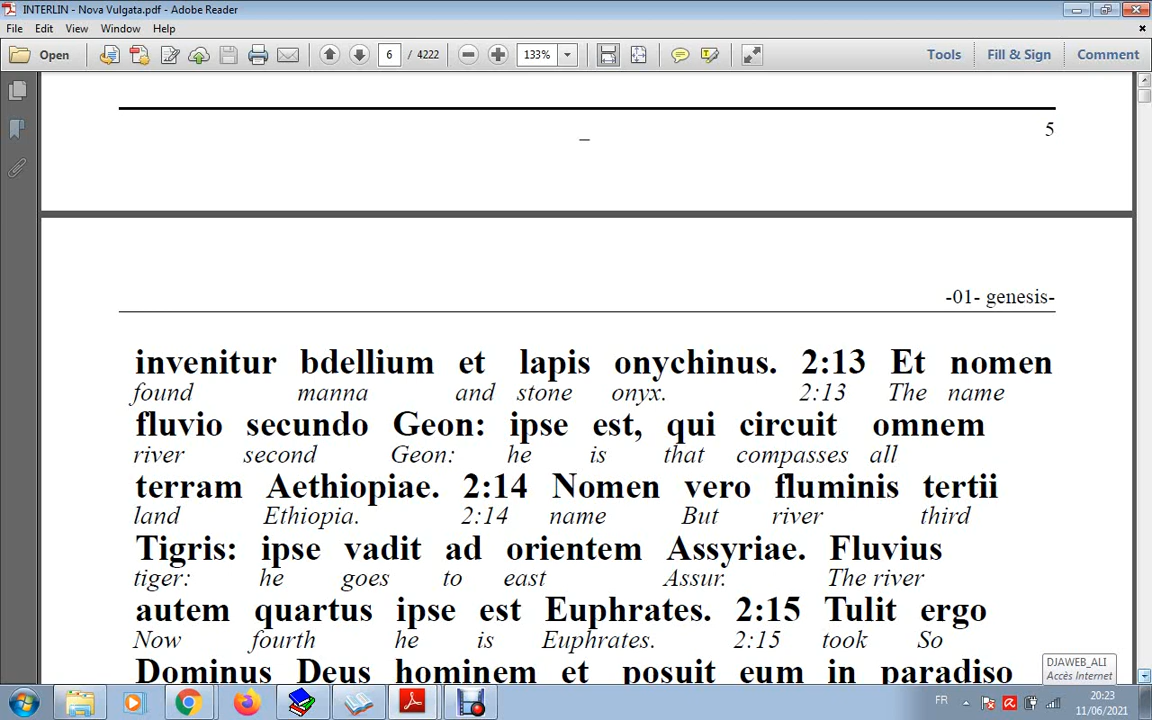 INTERLIN - Nova Vulgata.pdf - Adobe Reader
File Edit View Window Help
Open 6 / 4222 133% Tools Fill & Sign Comment
5
-01- genesis-
invenitur bdellium et lapis onychinus. 2:13 Et nomen
found manna and stone onyx. 2:13 The name
fluvio secundo Geon: ipse est, qui circuit omnem
river second Geon: he is that compasses all
terram Aethiopiae. 2:14 Nomen vero fluminis tertii
land Ethiopia. 2:14 name But river third
Tigris: ipse vadit ad orientem Assyriae. Fluvius
tiger: he goes to east Assur. The river
autem quartus ipse est Euphrates. 2:15 Tulit ergo
Now fourth he is Euphrates. 2:15 took So
Dominus Deus hominem et posuit eum in paradiso
DJAWEB_ALI
Accès Internet
FR 20:23
11/06/2021